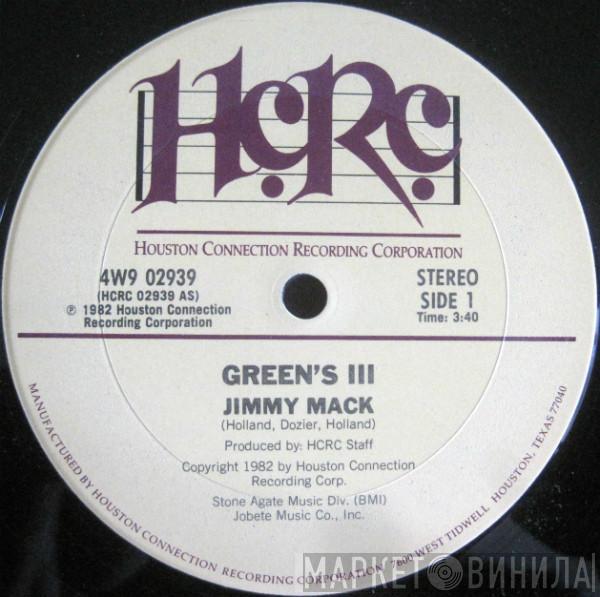 HCRC
HOUSTON CONNECTION RECORDING CORPORATION
4W9 02939
(HCRC 02939 AS)
℗ 1982 Houston Connection
Recording Corporation
STEREO
SIDE 1
Time: 3:40
GREEN'S III
JIMMY MACK
(Holland, Dozier, Holland)
Produced by: HCRC Staff
Copyright 1982 by Houston Connection
Recording Corp.
Stone Agate Music Div. (BMI)
Jobete Music Co., Inc.
MANUFACTURED BY HOUSTON CONNECTION RECORDING CORPORATION 7800 WEST TIDWELL HOUSTON, TEXAS 77040
МАРКЕТ ВИНИЛА